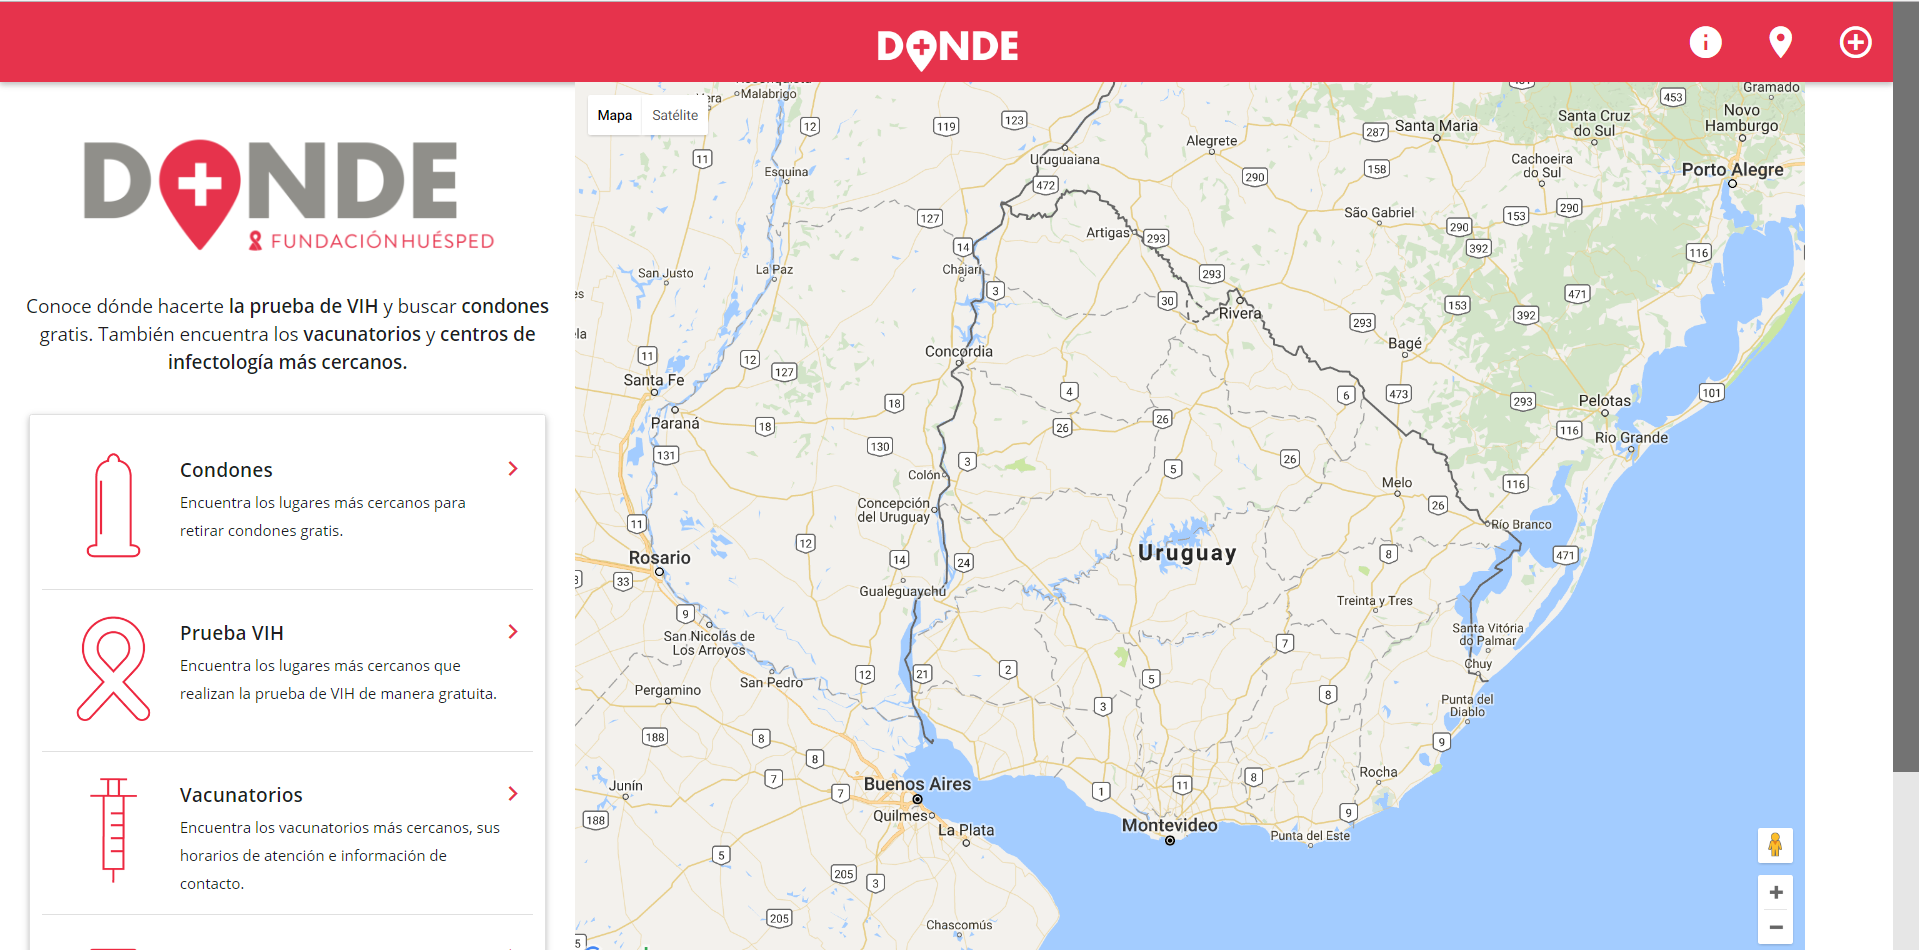 DONDE
DONDE
FUNDACIÓN HUÉSPED
Conoce dónde hacerte la prueba de VIH y buscar condones
gratis. También encuentra los vacunatorios y centros de
infectología más cercanos.
Condones
Encuentra los lugares más cercanos para
retirar condones gratis.
Prueba VIH
Encuentra los lugares más cercanos que
realizan la prueba de VIH de manera gratuita.
Vacunatorios
Encuentra los vacunatorios más cercanos, sus
horarios de atención e información de
contacto.
Mapa Satélite
Malabrigo
Gramado
453
Novo
Hamburgo
Santa Cruz
do Sul
12
119
123
287
Santa Maria
Alegrete
11
Uruguaiana
Cachoeira
do Sul
Porto Alegre
Esquina
472
290
158
127
São Gabriel
290
153
290
Artigas
293
392
116
14
San Justo
La Paz
Chajarí
293
3
30
153
471
392
Rivera
293
Concordia
Bagé
11
12
127
Santa Fe
4
6
473
101
18
293
Pelotas
Paraná
18
26
26
116
Rio Grande
131
130
3
5
26
Colón
Melo
116
Concepción
del Uruguay
26
11
Río Branco
12
Uruguay
8
471
Rosario
14
24
33
Gualeguaychú
9
Treinta y Tres
San Nicolás de
Los Arroyos
Santa Vitória
do Palmar
7
12
21
2
5
Chuy
Pergamino
San Pedro
8
3
Punta del
Diablo
188
8
9
8
7
Junín
Buenos Aires
7
1
11
8
Rocha
188
Quilmes
La Plata
Montevideo
9
Punta del Este
5
205
3
205
Chascomús
5